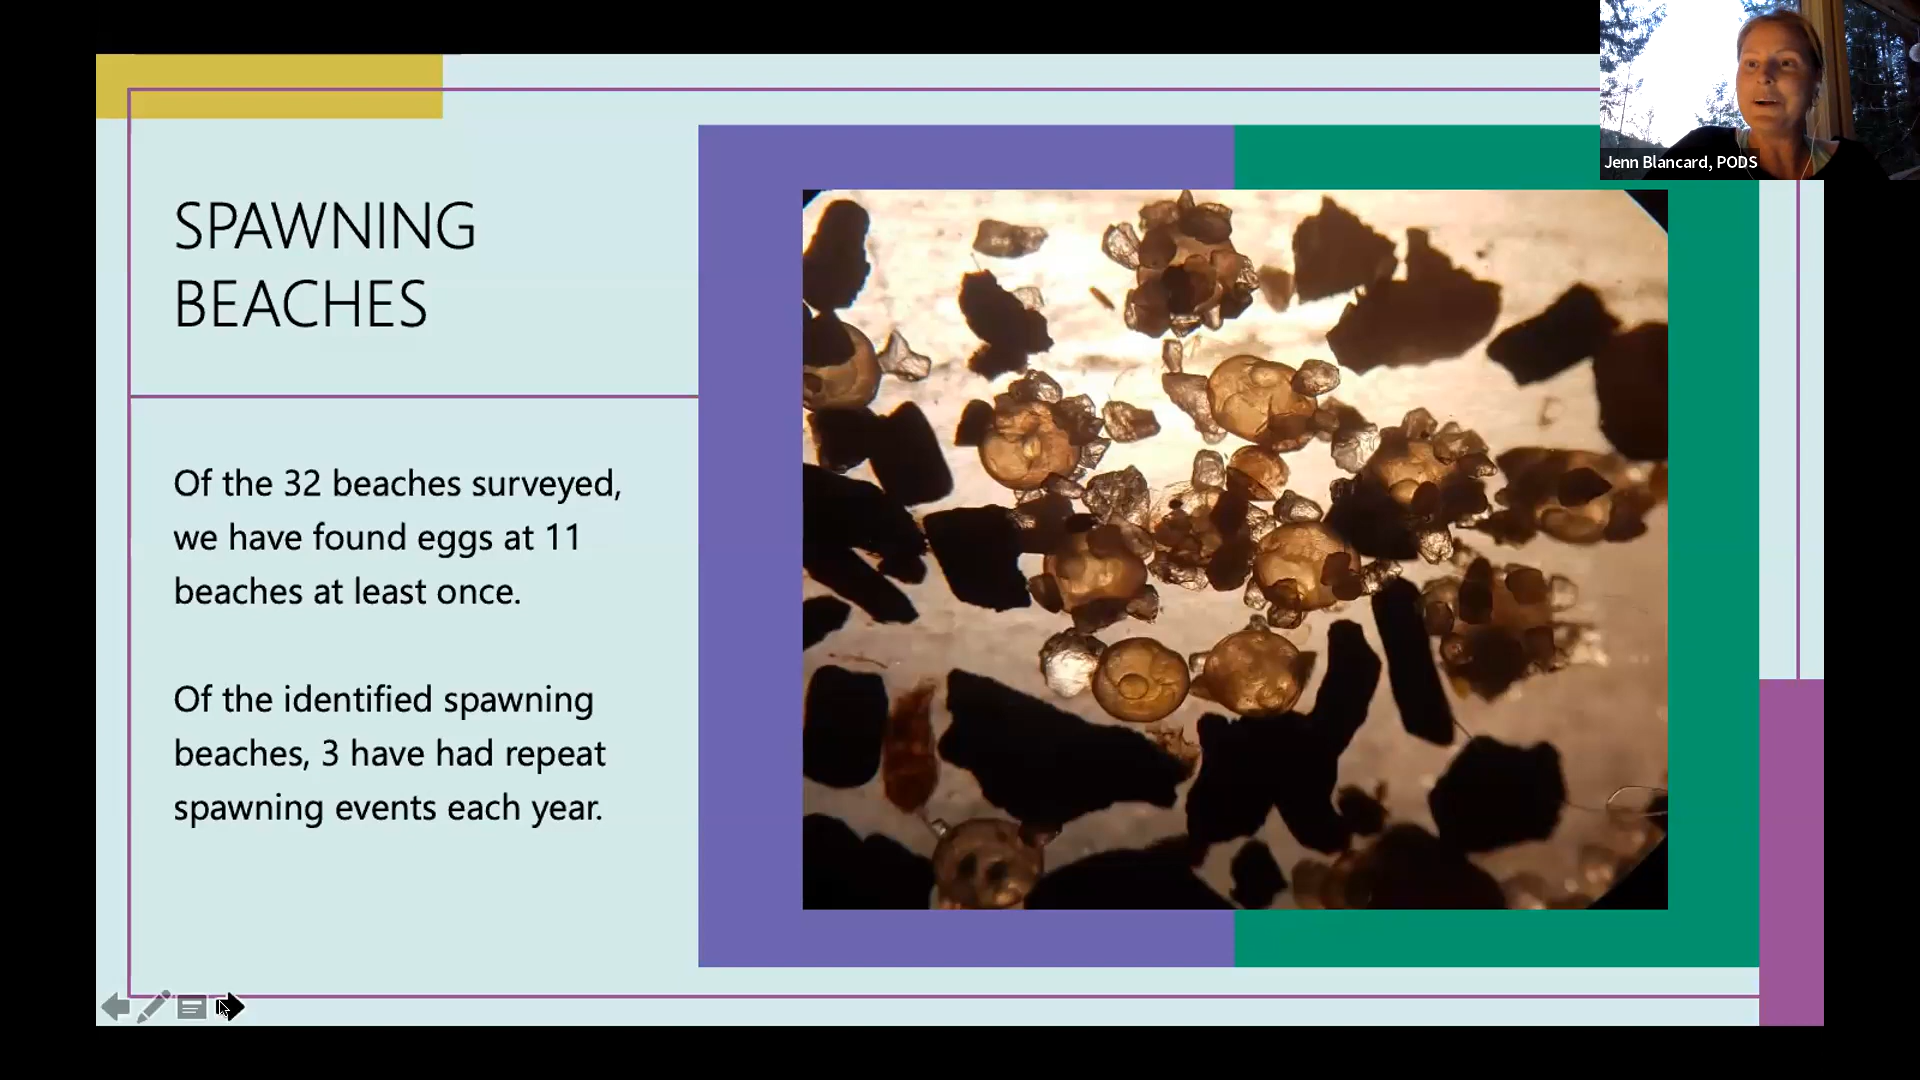 Jenn Blancard, PODS
SPAWNING
BEACHES
Of the 32 beaches surveyed,
we have found eggs at 11
beaches at least once.
Of the identified spawning
beaches, 3 have had repeat
spawning events each year.